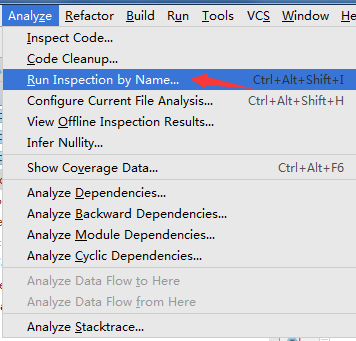 Analyze Refactor Build Run Tools VCS Window H
Inspect Code...
Code Cleanup...
Run Inspection by Name... Ctrl+Alt+Shift+I
Configure Current File Analysis... Ctrl+Alt+Shift+H
View Offline Inspection Results...
Infer Nullity...
Show Coverage Data... Ctrl+Alt+F6
Analyze Dependencies...
Analyze Backward Dependencies...
Analyze Module Dependencies...
Analyze Cyclic Dependencies...
Analyze Data Flow to Here
Analyze Data Flow from Here
Analyze Stacktrace...